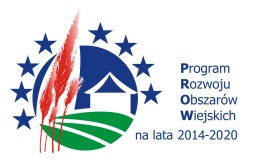 Program
Rozwoju
Obszarów
Wiejskich
na lata 2014-2020